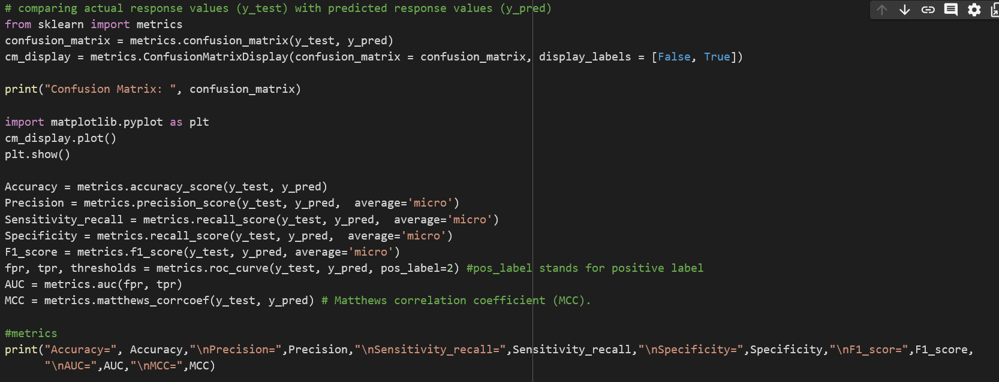 # comparing actual response values (y_test) with predicted response values (y_pred)
from sklearn import metrics
confusion_matrix = metrics.confusion_matrix(y_test, y_pred)
cm_display = metrics.ConfusionMatrixDisplay(confusion_matrix = confusion_matrix, display_labels = [False, True])
print("Confusion Matrix: ", confusion_matrix)
import matplotlib.pyplot as plt
cm_display.plot()
plt.show()
Accuracy = metrics.accuracy_score(y_test, y_pred)
Precision = metrics.precision_score(y_test, y_pred,  average='micro')
Sensitivity_recall = metrics.recall_score(y_test, y_pred,  average='micro')
Specificity = metrics.recall_score(y_test, y_pred,  average='micro')
F1_score = metrics.f1_score(y_test, y_pred, average='micro')
fpr, tpr, thresholds = metrics.roc_curve(y_test, y_pred, pos_label=2) #pos_label stands for positive label
AUC = metrics.auc(fpr, tpr)
MCC = metrics.matthews_corrcoef(y_test, y_pred) # Matthews correlation coefficient (MCC).
#metrics
print("Accuracy=", Accuracy,"\nPrecision=",Precision,"\nSensitivity_recall=",Sensitivity_recall,"\nSpecificity=",Specificity,"\nF1_scor=",F1_score,
"\nAUC=",AUC,"\nMCC=",MCC)